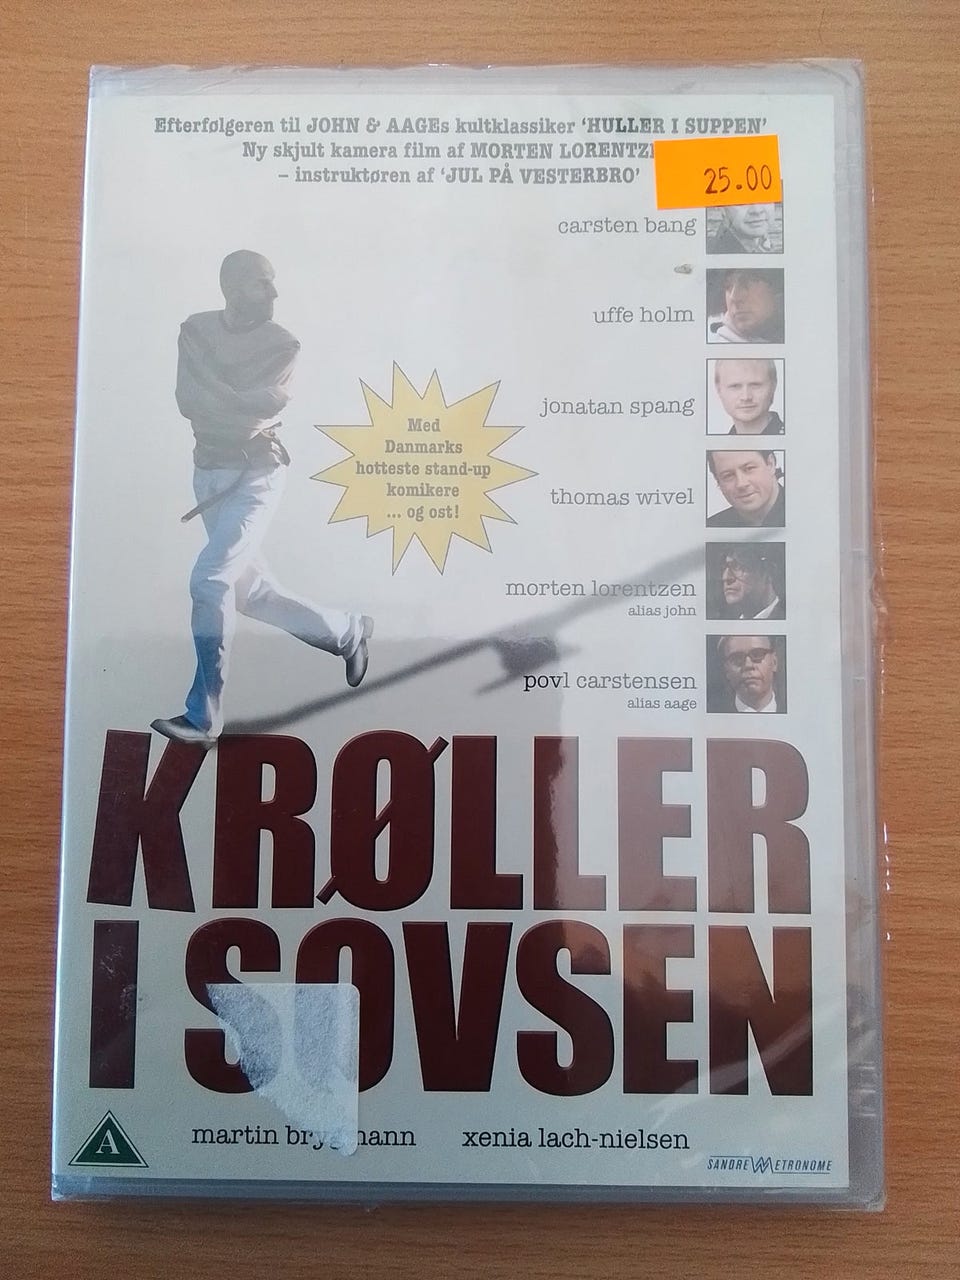 Efterfølgeren til JOHN & AAGEs kultklassiker 'HULLER I SUPPEN'
Ny skjult kamera film af MORTEN
– instruktøren af 'JUL PÅ VESTERBRO'
25.00
carsten bang
uffe holm
jonatan spang
Med
Danmarks
hotteste stand-up
komikere
... og ost!
thomas wivel
morten lorentzen
alias john
povl carstensen
alias aage
KRØLLER
I SOVSEN
martin xenia lach-nielsen
A
SANDREW METRONOME